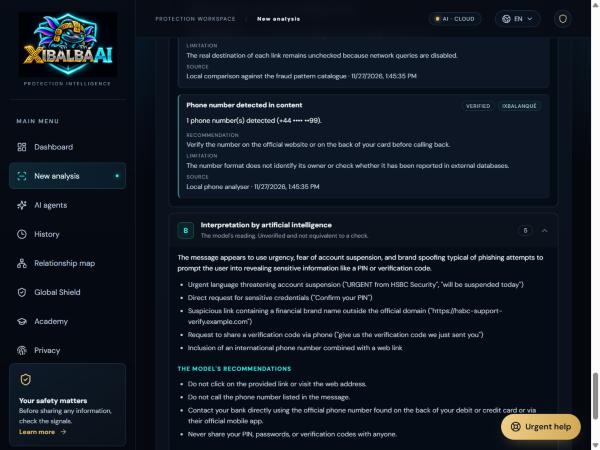 XIBALBA AI
PROTECTION INTELLIGENCE
MAIN MENU
Dashboard
New analysis
AI agents
History
Relationship map
Global Shield
Academy
Privacy
Your safety matters
Before sharing any information,
check the signals.
Learn more →
PROTECTION WORKSPACE / New analysis
AI · CLOUD
EN
LIMITATION
The real destination of each link remains unchecked because network queries are disabled.
SOURCE
Local comparison against the fraud pattern catalogue · 11/27/2026, 1:45:35 PM
Phone number detected in content
VERIFIED
IXBALANQUÉ
1 phone number(s) detected (+44 •••• ••99).
RECOMMENDATION
Verify the number on the official website or on the back of your card before calling back.
LIMITATION
The number format does not identify its owner or check whether it has been reported in external databases.
SOURCE
Local phone analyser · 11/27/2026, 1:45:35 PM
B
Interpretation by artificial intelligence
The model's reading. Unverified and not equivalent to a check.
5
The message appears to use urgency, fear of account suspension, and brand spoofing typical of phishing attempts to
prompt the user into revealing sensitive information like a PIN or verification code.
• Urgent language threatening account suspension ("URGENT from HSBC Security", "will be suspended today")
• Direct request for sensitive credentials ("Confirm your PIN")
• Suspicious link containing a financial brand name outside the official domain ("https://hsbc-support-
verify.example.com")
• Request to share a verification code via phone ("give us the verification code we just sent you")
• Inclusion of an international phone number combined with a web link
THE MODEL'S RECOMMENDATIONS
• Do not click on the provided link or visit the web address.
• Do not call the phone number listed in the message.
• Contact your bank directly using the official phone number found on the back of your debit or credit card or via
their official mobile app.
• Never share your PIN, passwords, or verification codes with anyone.
Urgent help